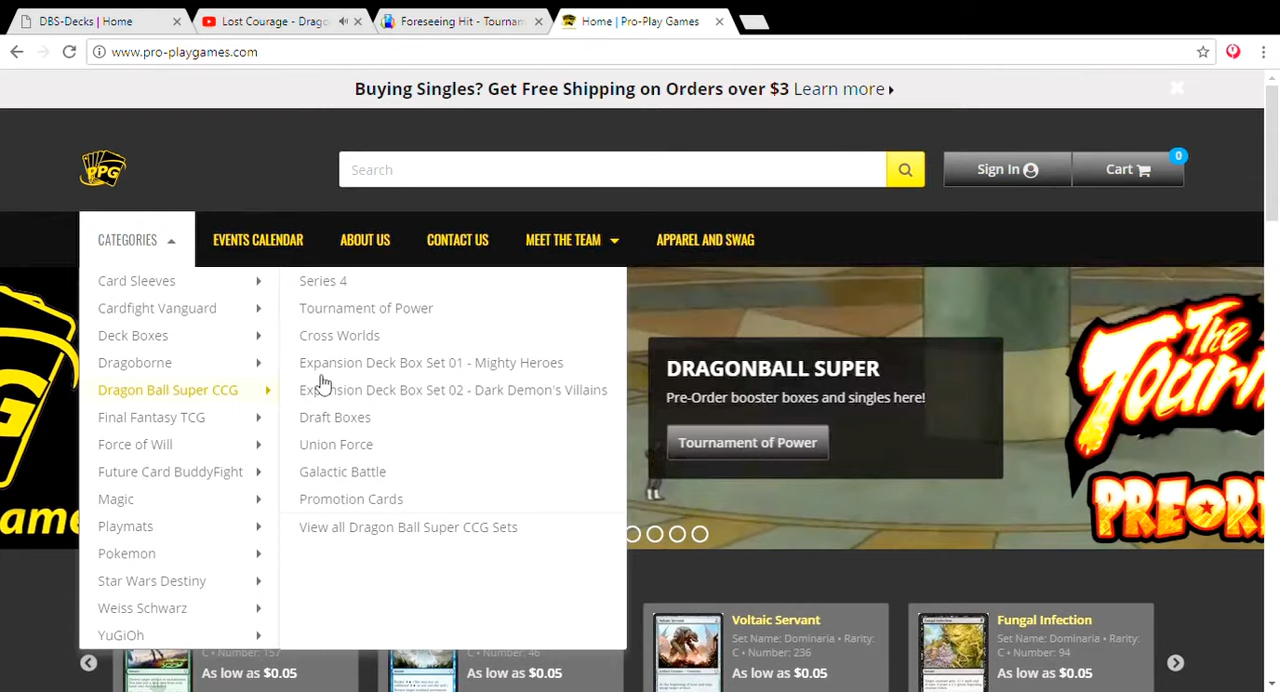 DBS-Decks | Home
Lost Courage - Drago
Foreseeing Hit - Tournam
Home | Pro-Play Games
www.pro-playgames.com
Buying Singles? Get Free Shipping on Orders over $3 Learn more
PPG
Search
Sign In
Cart
0
CATEGORIES
EVENTS CALENDAR
ABOUT US
CONTACT US
MEET THE TEAM
APPAREL AND SWAG
Card Sleeves
Cardfight Vanguard
Deck Boxes
Dragoborne
Dragon Ball Super CCG
Final Fantasy TCG
Force of Will
Future Card BuddyFight
Magic
Playmats
Pokemon
Star Wars Destiny
Weiss Schwarz
YuGiOh
Series 4
Tournament of Power
Cross Worlds
Expansion Deck Box Set 01 - Mighty Heroes
Expansion Deck Box Set 02 - Dark Demon's Villains
Draft Boxes
Union Force
Galactic Battle
Promotion Cards
View all Dragon Ball Super CCG Sets
DRAGONBALL SUPER
Pre-Order booster boxes and singles here!
Tournament of Power
The
Tourna
PREOR
ame
C • Number: 157
As low as $0.05
C • Number: 46
As low as $0.05
Voltaic Servant
Set Name: Dominaria • Rarity:
C • Number: 236
As low as $0.05
Fungal Infection
Set Name: Dominaria • Rarity:
C • Number: 94
As low as $0.05